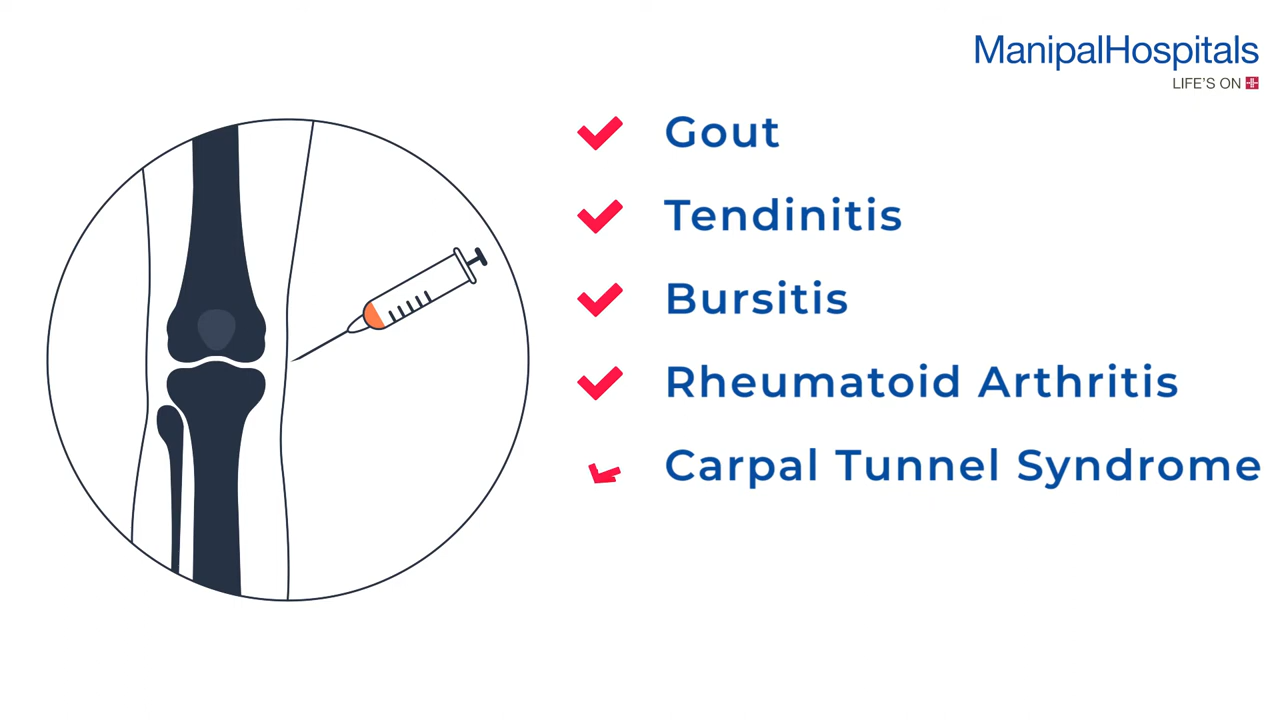 ManipalHospitals
LIFE'S ON
Gout
Tendinitis
Bursitis
Rheumatoid Arthritis
Carpal Tunnel Syndrome